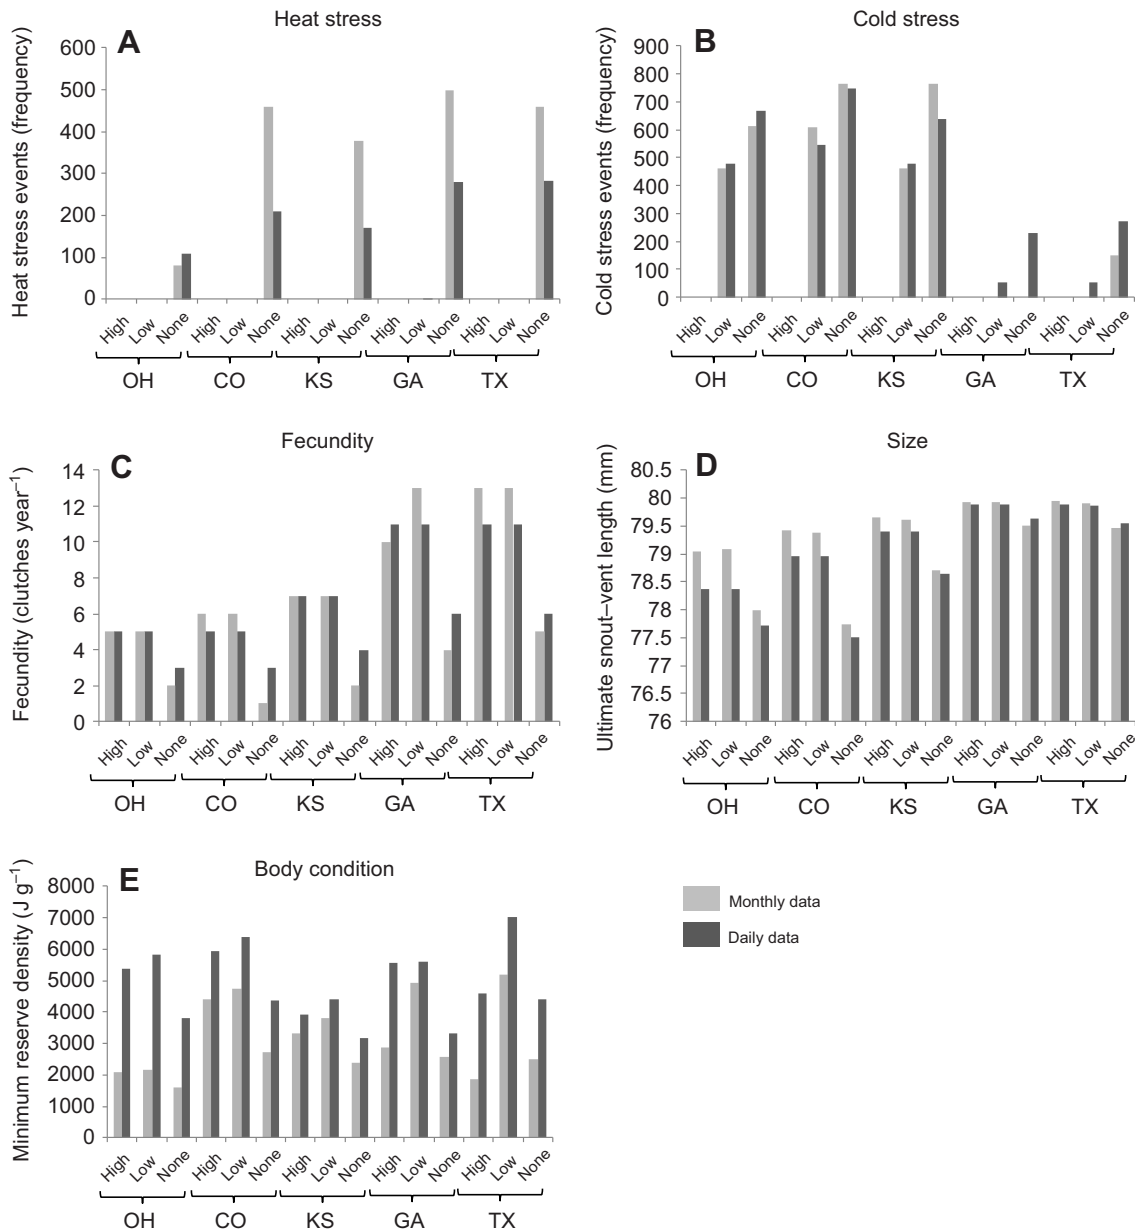 Heat stress
A
Heat stress events (frequency)
600
500
400
300
200
100
0
High Low None High Low None High Low None High Low None High Low None
OH CO KS GA TX
Cold stress
B
Cold stress events (frequency)
900
800
700
600
500
400
300
200
100
0
High Low None High Low None High Low None High Low None High Low None
OH CO KS GA TX
Fecundity
C
Fecundity (clutches year⁻¹)
14
12
10
8
6
4
2
0
High Low None High Low None High Low None High Low None High Low None
OH CO KS GA TX
Size
D
Ultimate snout–vent length (mm)
80.5
80
79.5
79
78.5
78
77.5
77
76.5
76
High Low None High Low None High Low None High Low None High Low None
OH CO KS GA TX
Body condition
E
Minimum reserve density (J g⁻¹)
8000
7000
6000
5000
4000
3000
2000
1000
0
High Low None High Low None High Low None High Low None High Low None
OH CO KS GA TX
Monthly data
Daily data